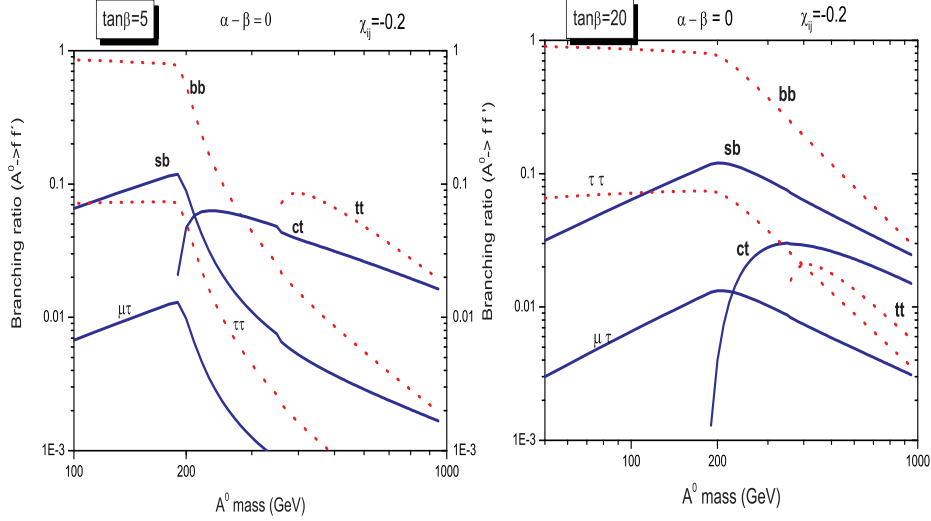 tanβ=5 α − β = 0 χij=-0.2
1 1
bb
sb
0.1 0.1
tt
ct
Branching ratio (A⁰->f f´)
μτ
0.01 0.01
ττ
1E-3 1E-3
100 200 1000
A⁰ mass (GeV)
tanβ=20 α − β = 0 χij=-0.2
1
bb
sb
0.1
τ τ
ct
Branching ratio (A⁰-> f f')
0.01
tt
μ τ
1E-3
100 200 1000
A⁰ mass (GeV)